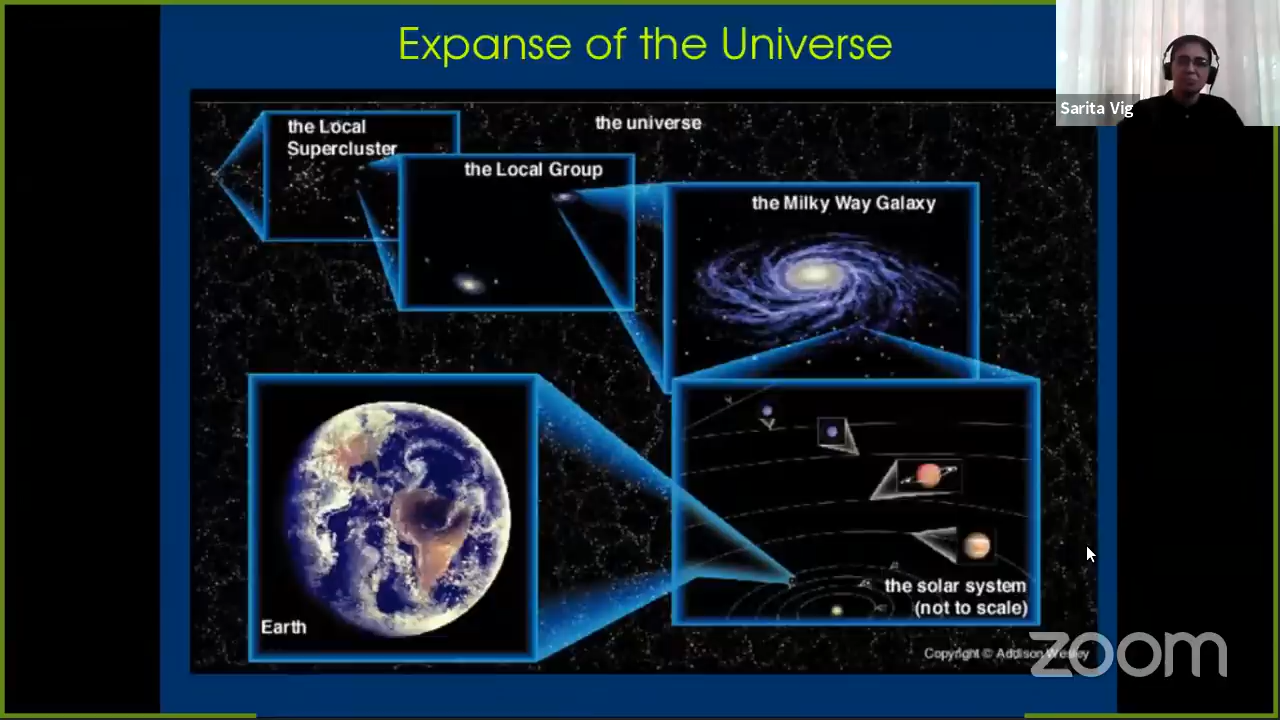 Expanse of the Universe
Sarita Vig
the Local
Supercluster
the universe
the Local Group
the Milky Way Galaxy
the solar system
(not to scale)
Earth
Copyright © Addison Wesley
zoom